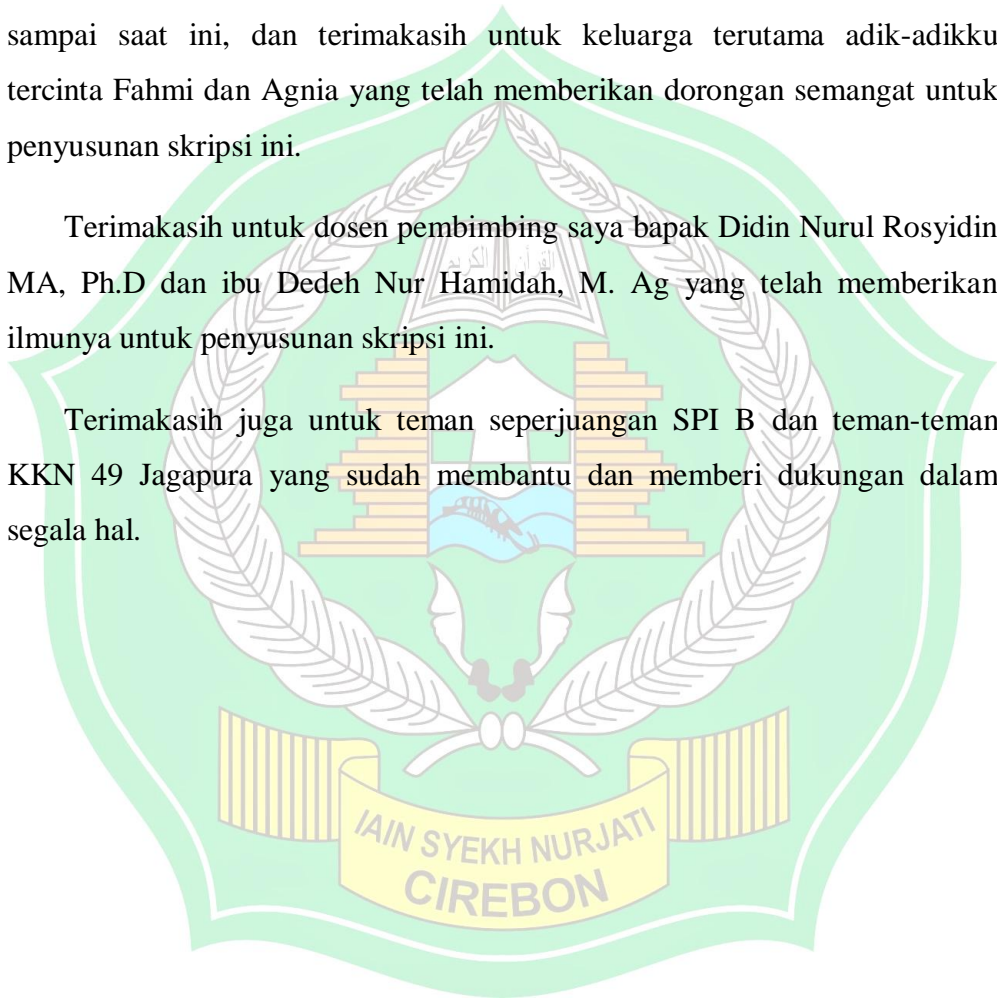 sampai saat ini, dan terimakasih untuk keluarga terutama adik-adikku
tercinta Fahmi dan Agnia yang telah memberikan dorongan semangat untuk
penyusunan skripsi ini.
Terimakasih untuk dosen pembimbing saya bapak Didin Nurul Rosyidin
MA, Ph.D dan ibu Dedeh Nur Hamidah, M. Ag yang telah memberikan
ilmunya untuk penyusunan skripsi ini.
Terimakasih juga untuk teman seperjuangan SPI B dan teman-teman
KKN 49 Jagapura yang sudah membantu dan memberi dukungan dalam
segala hal.
IAIN SYEKH NURJATI
CIREBON